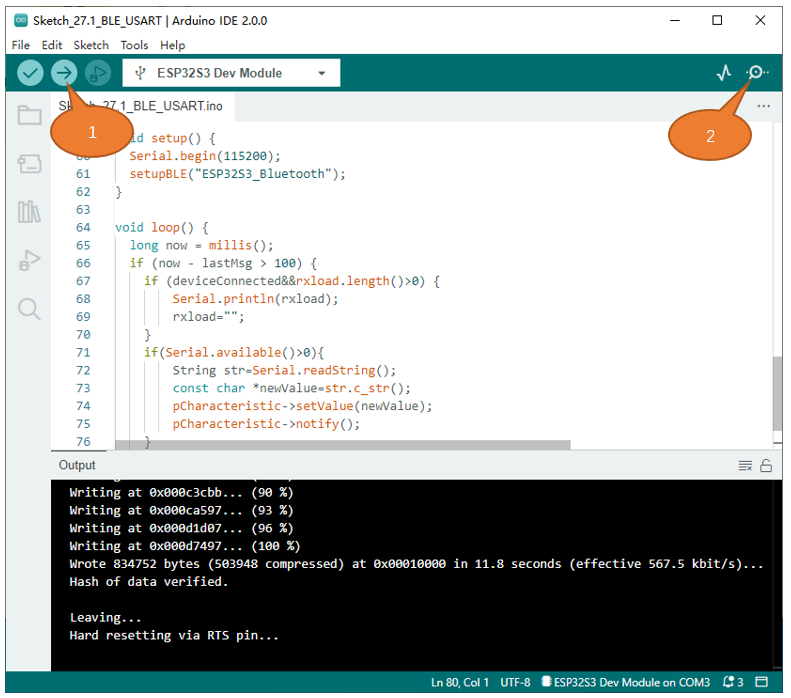 Sketch_27.1_BLE_USART | Arduino IDE 2.0.0
File Edit Sketch Tools Help
ESP32S3 Dev Module
_27.1_BLE_USART.ino
1
2
setup() {
Serial.begin(115200);
61 setupBLE("ESP32S3_Bluetooth");
62 }
63
64 void loop() {
65 long now = millis();
66 if (now - lastMsg > 100) {
67 if (deviceConnected&&rxload.length()>0) {
68 Serial.println(rxload);
69 rxload="";
70 }
71 if(Serial.available()>0){
72 String str=Serial.readString();
73 const char *newValue=str.c_str();
74 pCharacteristic->setValue(newValue);
75 pCharacteristic->notify();
76 }
Output
Writing at 0x000c3cbb... (90 %)
Writing at 0x000ca597... (93 %)
Writing at 0x000d1d07... (96 %)
Writing at 0x000d7497... (100 %)
Wrote 834752 bytes (503948 compressed) at 0x00010000 in 11.8 seconds (effective 567.5 kbit/s)...
Hash of data verified.
Leaving...
Hard resetting via RTS pin...
Ln 80, Col 1 UTF-8 ESP32S3 Dev Module on COM3 3